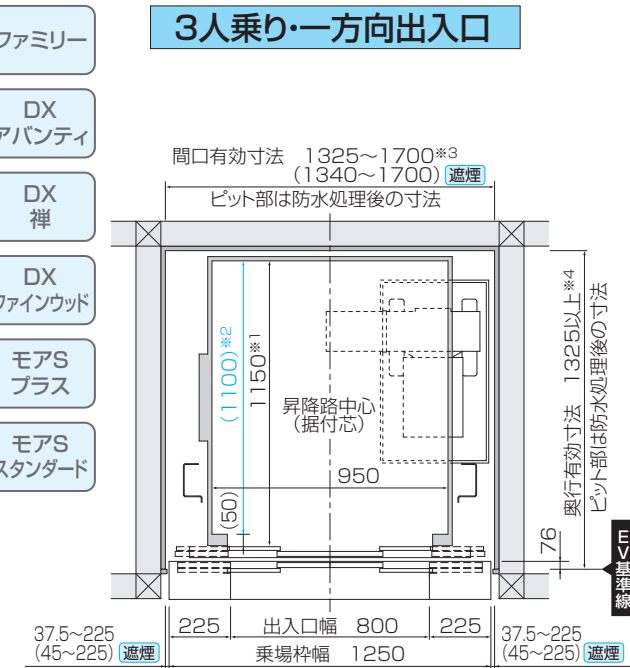 3人乗り・一方向出入口
ファミリー
DX
アバンティ
DX
禅
DX
ファインウッド
モアS
プラス
モアS
スタンダード
間口有効寸法 1325〜1700※3
(1340〜1700) 遮煙
ピット部は防水処理後の寸法
(1100)※2
1150※1
昇降路中心
(据付芯)
950
(50)
奥行有効寸法 1325以上※4
ピット部は防水処理後の寸法
76
EV基準線
225
出入口幅 800
225
乗場枠幅 1250
37.5〜225
(45〜225) 遮煙
37.5〜225
(45〜225) 遮煙